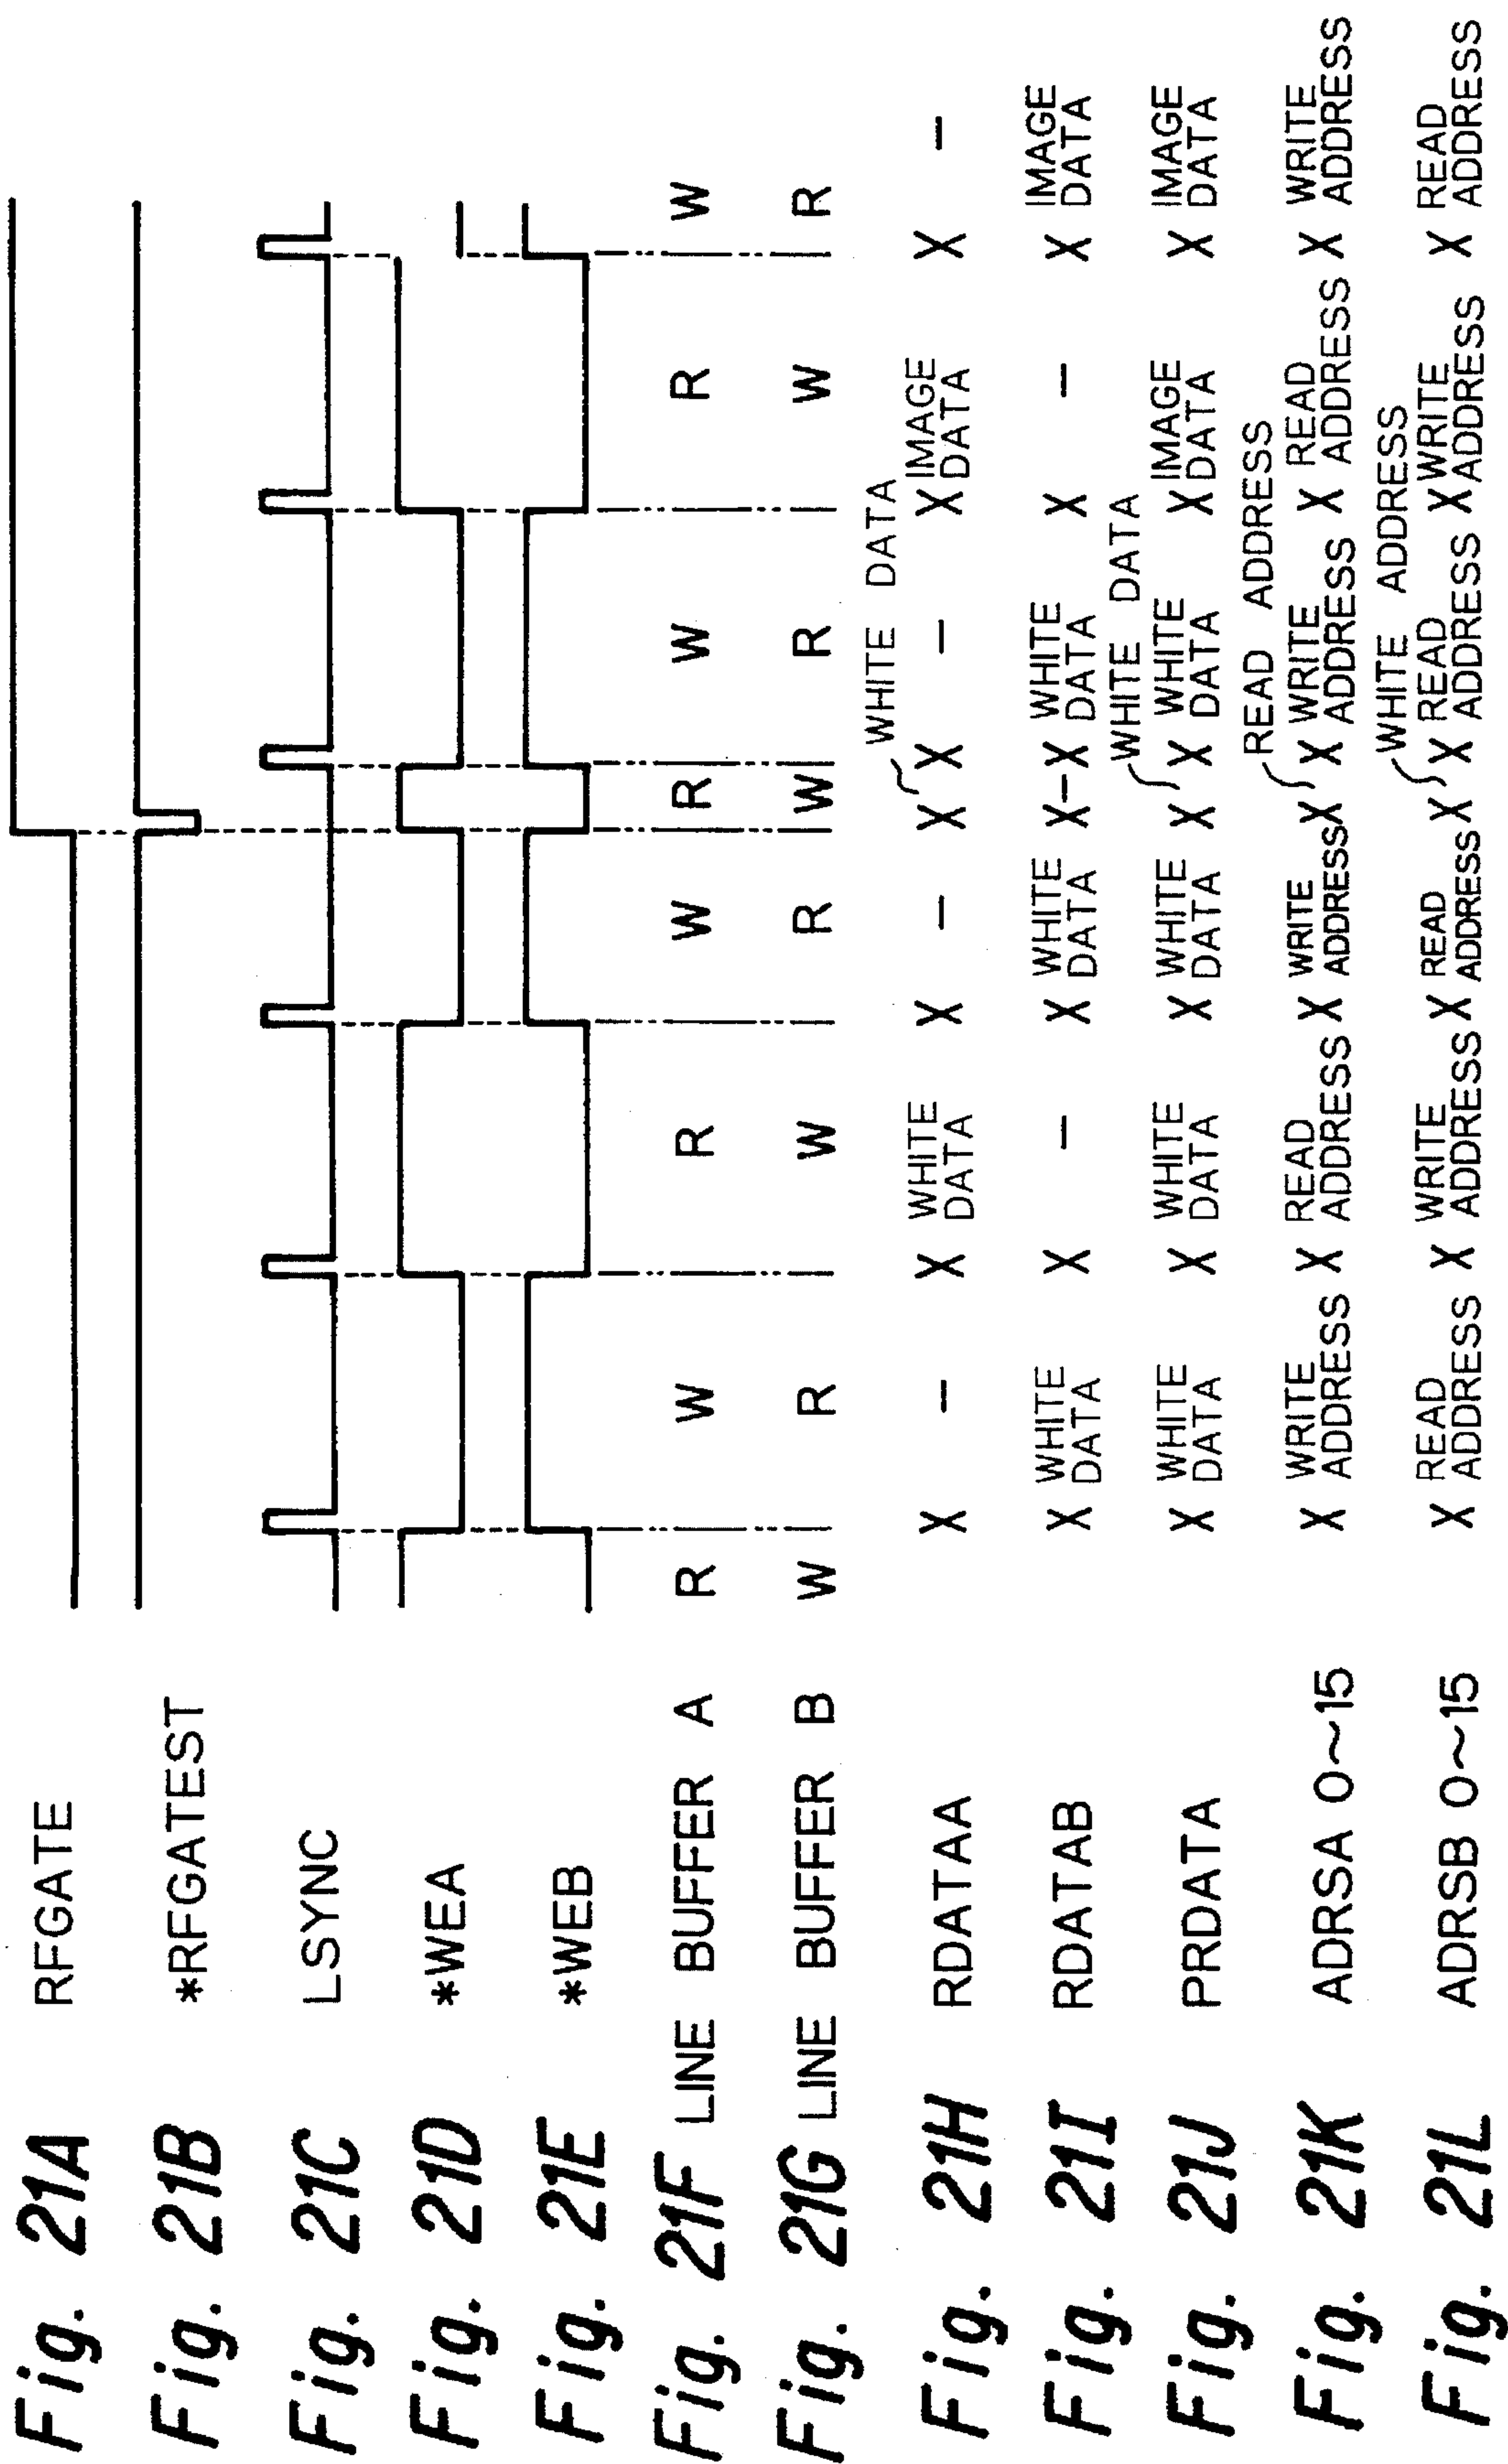 Fig. 21A RFGATE
Fig. 21B *RFGATEST
Fig. 21C LSYNC
Fig. 21D *WEA
Fig. 21E *WEB
Fig. 21F LINE BUFFER A R W R W R W R W
Fig. 21G LINE BUFFER B W R W R W R W R
WHITE DATA
Fig. 21H RDATAA X – X WHITE DATA X – X X – X IMAGE DATA X –
Fig. 21I RDATAB X WHITE DATA X – X WHITE DATA X – X WHITE DATA X – X IMAGE DATA
WHITE DATA
Fig. 21J PRDATA X WHITE DATA X WHITE DATA X WHITE DATA X X WHITE DATA X IMAGE DATA X IMAGE DATA
READ ADDRESS
Fig. 21K ADRSA 0~15 X WRITE ADDRESS X READ ADDRESS X WRITE ADDRESS X X WRITE ADDRESS X READ ADDRESS X WRITE ADDRESS
WHITE ADDRESS
Fig. 21L ADRSB 0~15 X READ ADDRESS X WRITE ADDRESS X READ ADDRESS X X READ ADDRESS X WRITE ADDRESS X READ ADDRESS